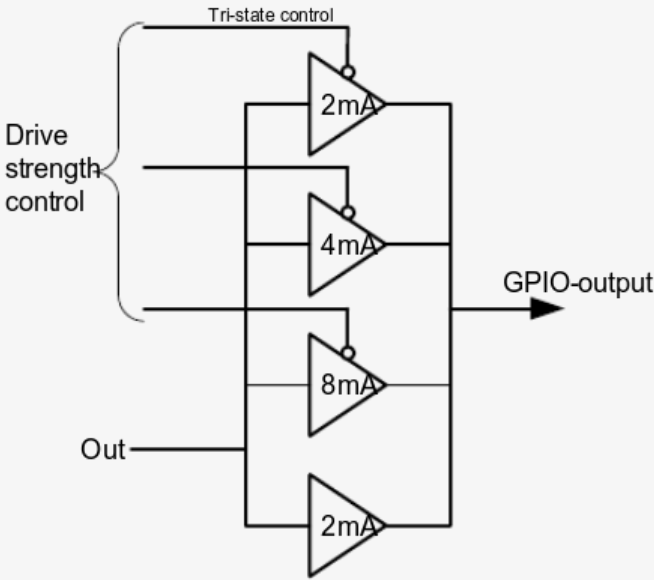 Tri-state control
2mA
Drive
strength
control
4mA
GPIO-output
8mA
Out
2mA